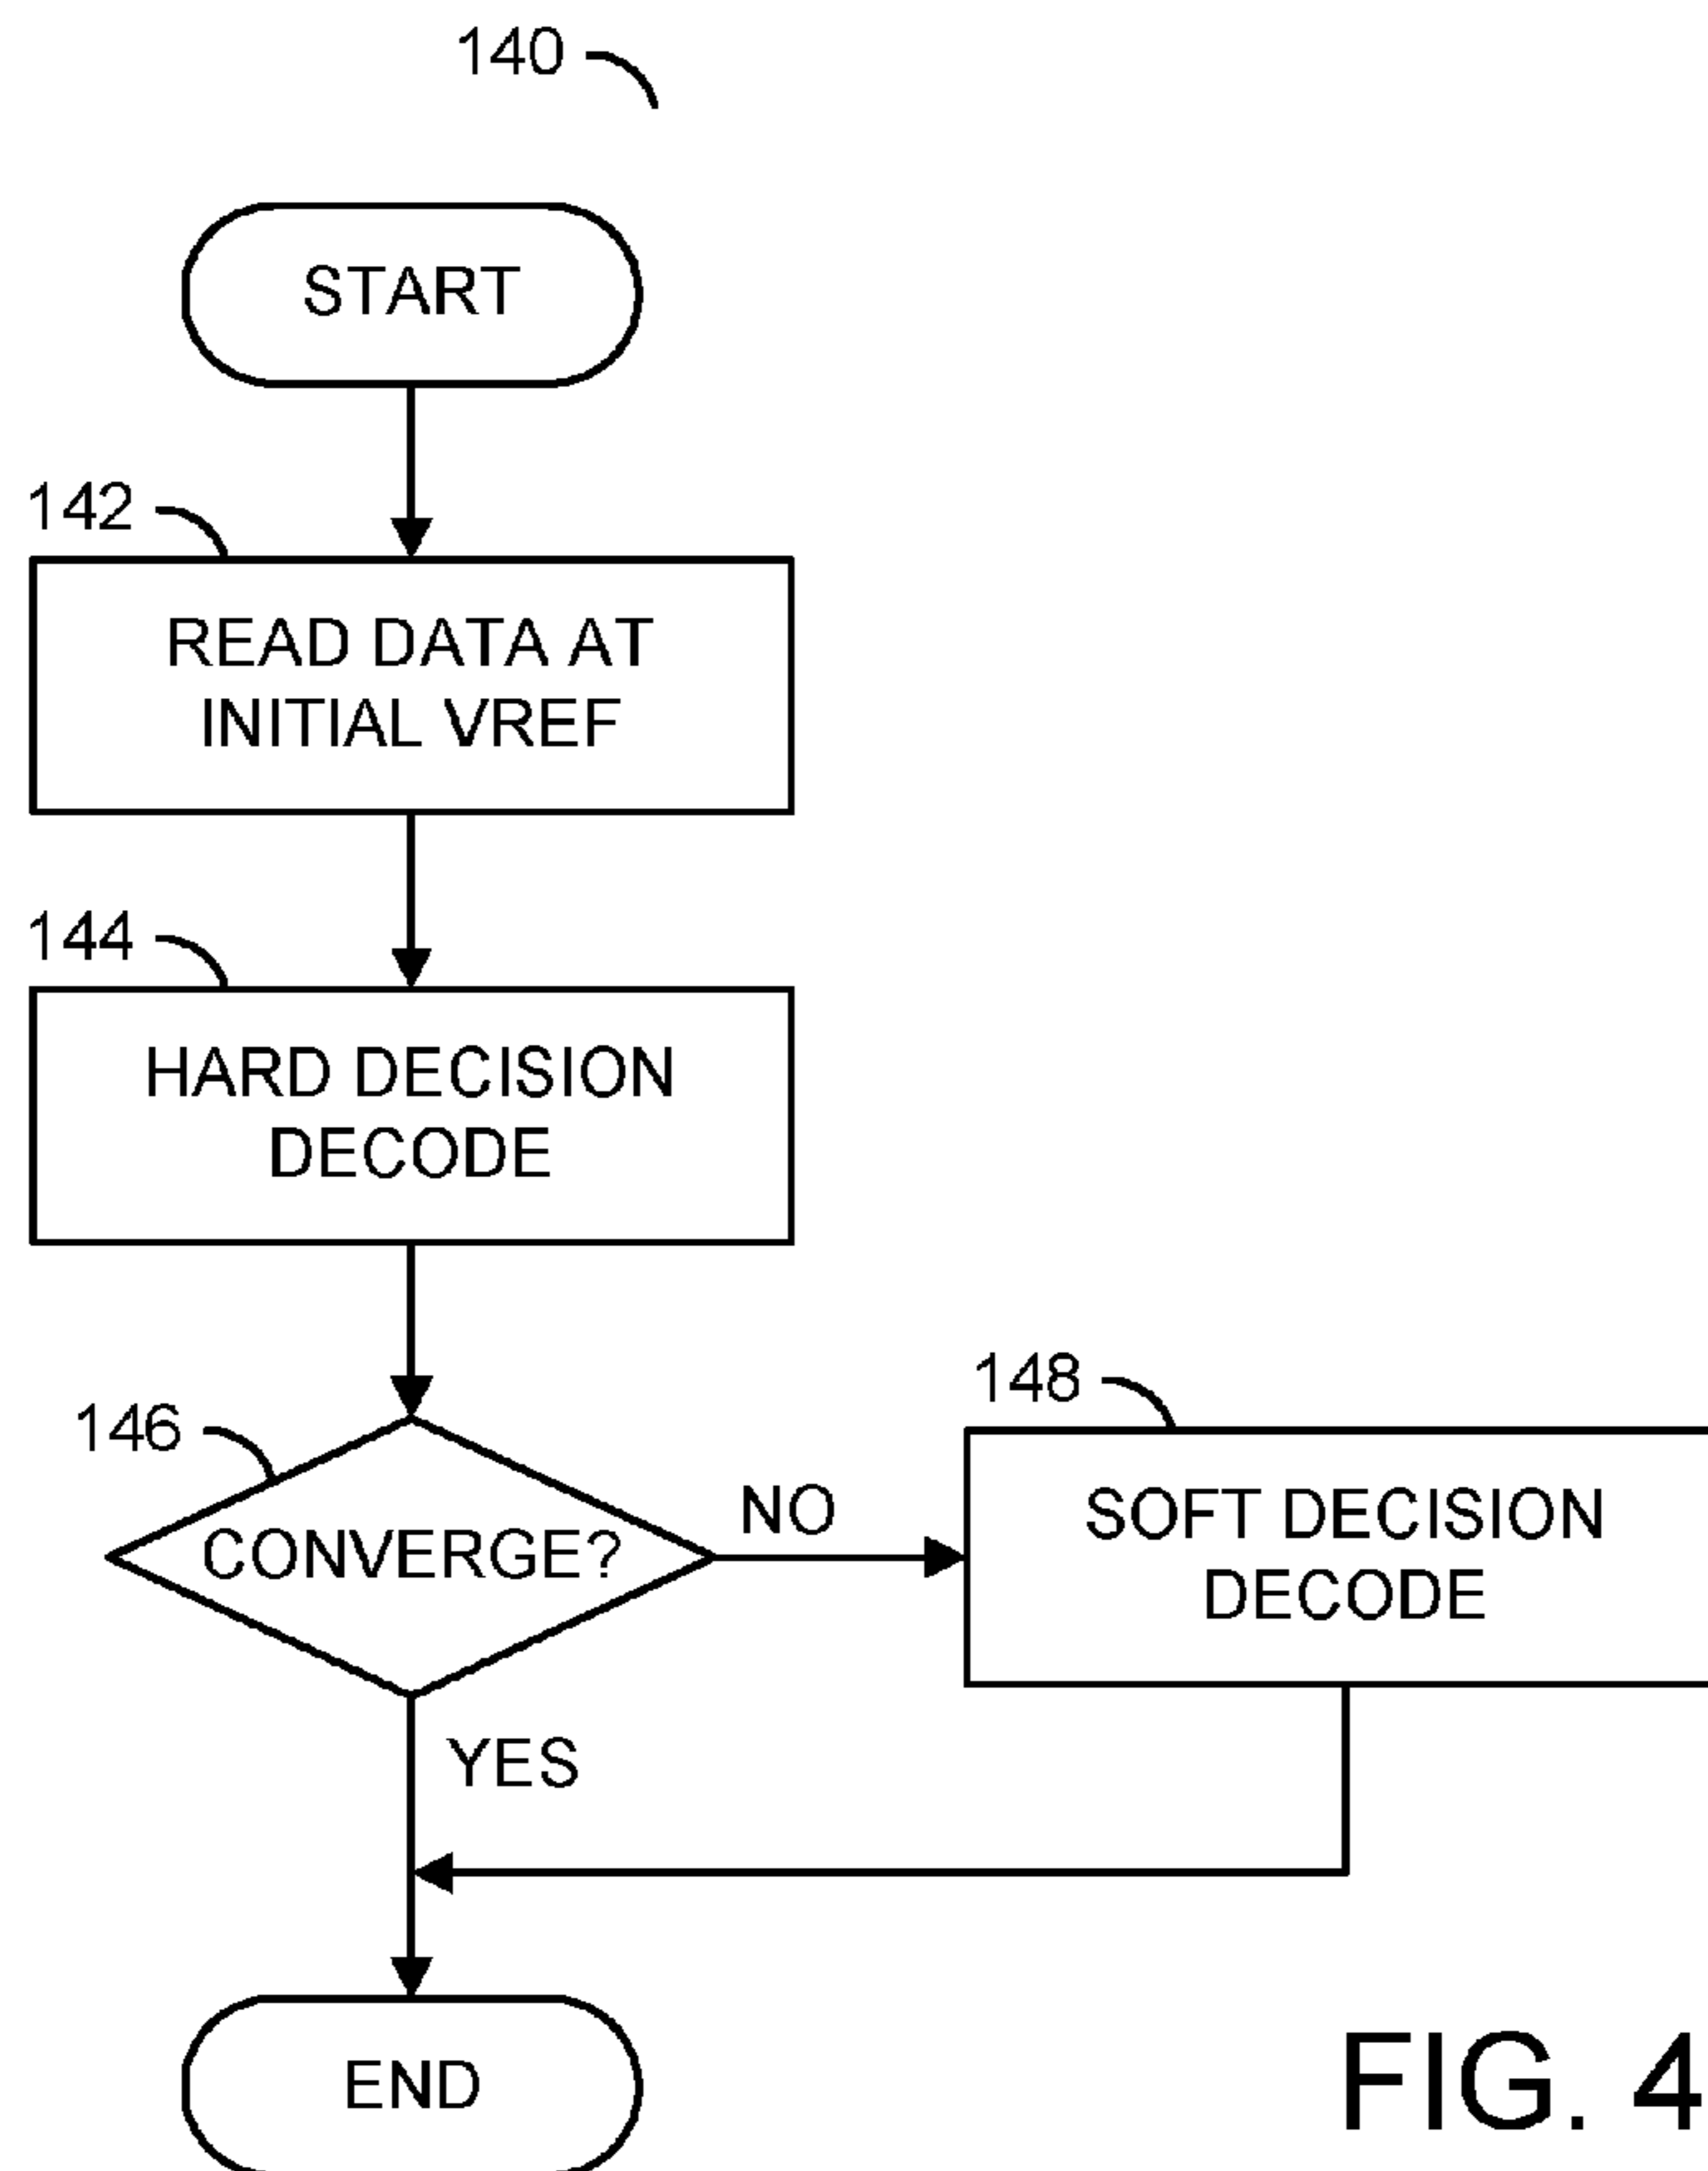 140
START
142
READ DATA AT
INITIAL VREF
144
HARD DECISION
DECODE
146
CONVERGE?
NO
148
SOFT DECISION
DECODE
YES
END
FIG. 4